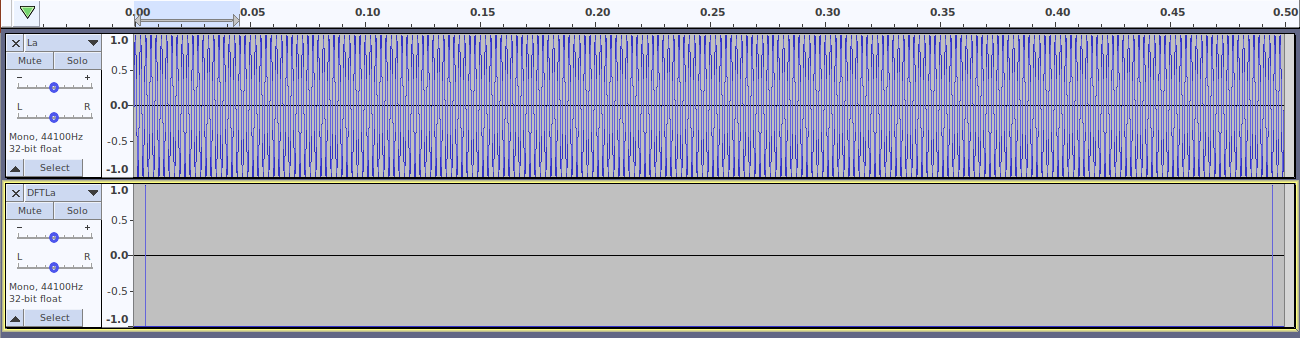 0.00 0.05 0.10 0.15 0.20 0.25 0.30 0.35 0.40 0.45 0.50
× La
Mute Solo
- +
L R
Mono, 44100Hz
32-bit float
Select
1.0
0.5
0.0
-0.5
-1.0
× DFTLa
Mute Solo
- +
L R
Mono, 44100Hz
32-bit float
Select
1.0
0.5
0.0
-0.5
-1.0